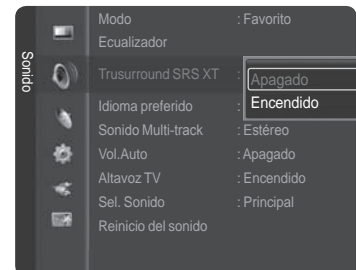 Sonido
Modo : Favorito
Ecualizador
Trusurround SRS XT : Apagado
Encendido
Idioma preferido :
Sonido Multi-track : Estéreo
Vol.Auto : Apagado
Altavoz TV : Encendido
Sel. Sonido : Principal
Reinicio del sonido